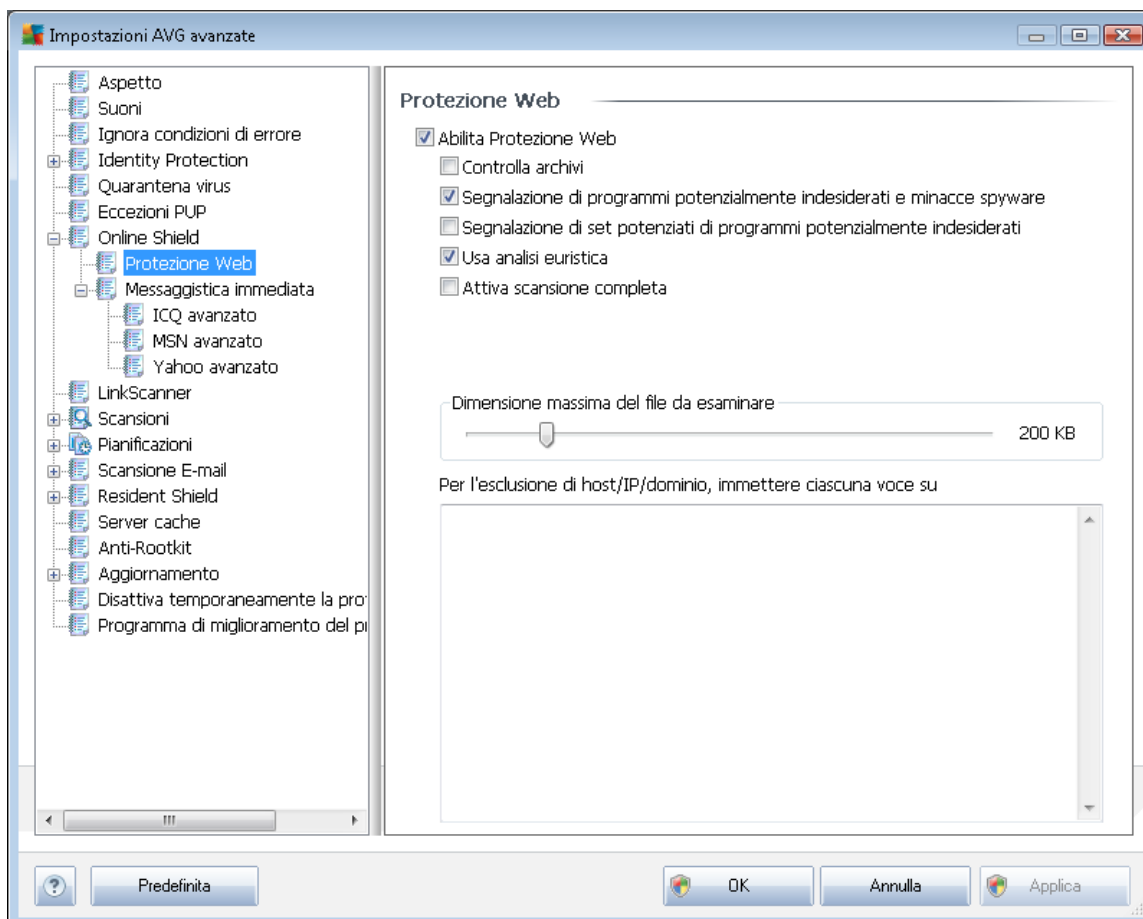 Impostazioni AVG avanzate
Aspetto
Suoni
Ignora condizioni di errore
Identity Protection
Quarantena virus
Eccezioni PUP
Online Shield
Protezione Web
Messaggistica immediata
ICQ avanzato
MSN avanzato
Yahoo avanzato
LinkScanner
Scansioni
Pianificazioni
Scansione E-mail
Resident Shield
Server cache
Anti-Rootkit
Aggiornamento
Disattiva temporaneamente la pro
Programma di miglioramento del p
Protezione Web
Abilita Protezione Web
Controlla archivi
Segnalazione di programmi potenzialmente indesiderati e minacce spyware
Segnalazione di set potenziati di programmi potenzialmente indesiderati
Usa analisi euristica
Attiva scansione completa
Dimensione massima del file da esaminare
200 KB
Per l'esclusione di host/IP/dominio, immettere ciascuna voce su
?
Predefinita
OK
Annulla
Applica